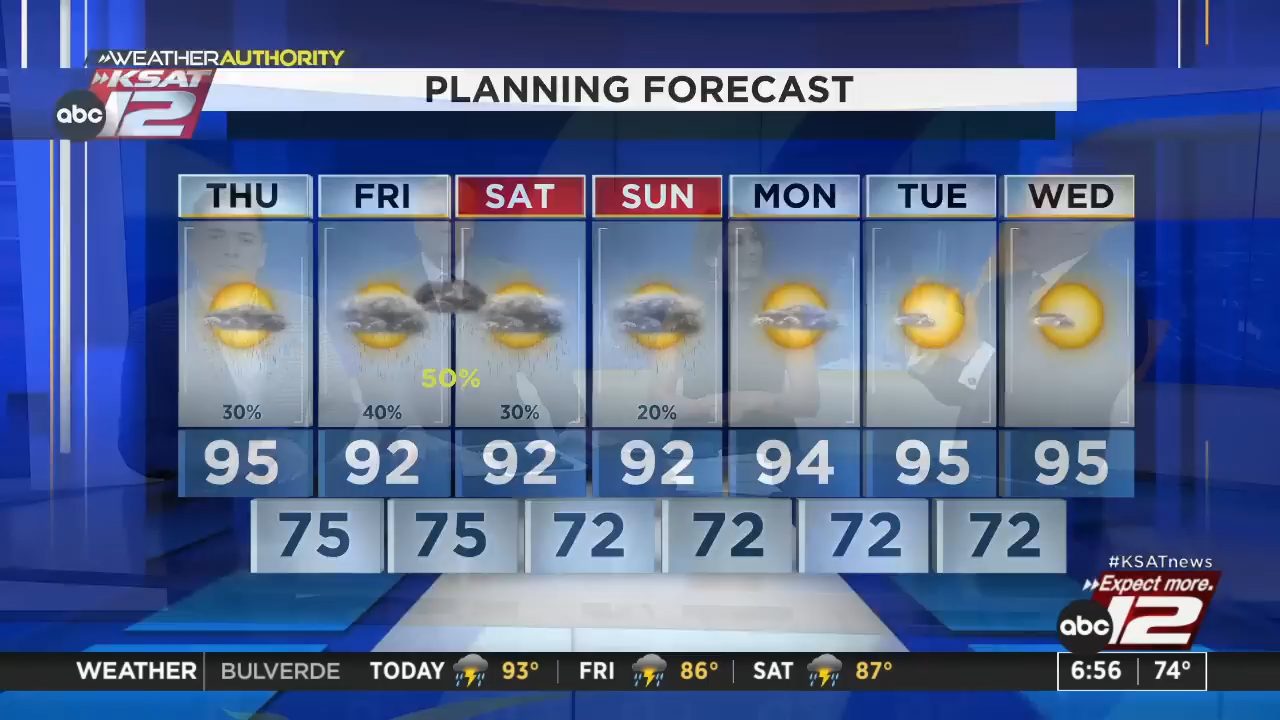 WEATHERAUTHORITY
KSAT
abc 12
PLANNING FORECAST
THU FRI SAT SUN MON TUE WED
50%
30% 40% 30% 20%
95 92 92 92 94 95 95
75 75 72 72 72 72
#KSATnews
Expect more.
abc 12
WEATHER BULVERDE TODAY 93° FRI 86° SAT 87° 6:56 74°